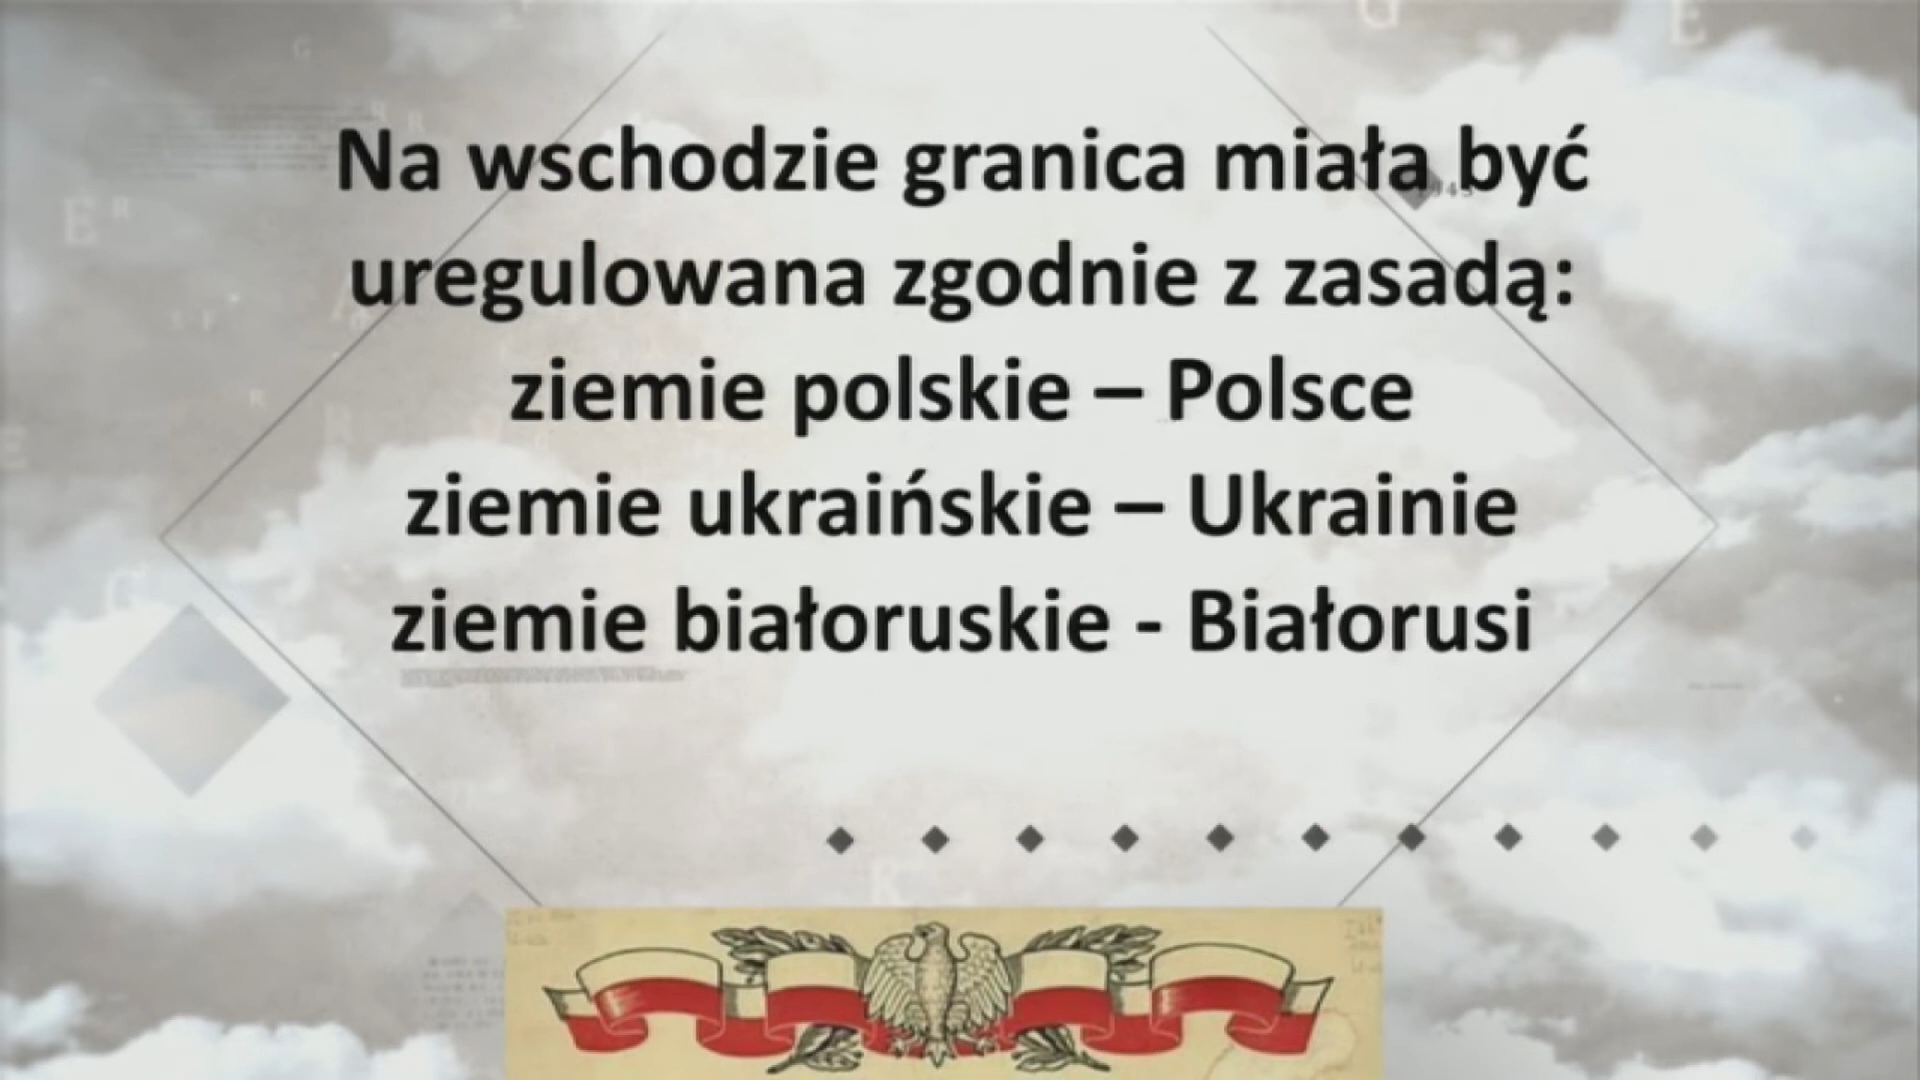 Na wschodzie granica miała być
uregulowana zgodnie z zasadą:
ziemie polskie – Polsce
ziemie ukraińskie – Ukrainie
ziemie białoruskie - Białorusi